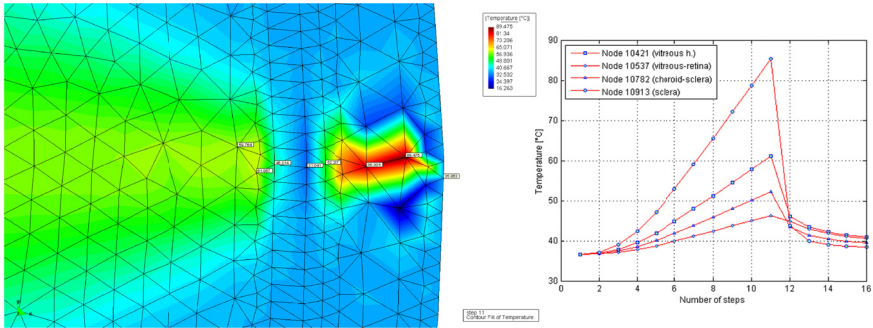 [Temperature [°C]]
89.475
81.34
73.206
65.071
56.936
48.801
40.667
32.532
24.397
16.263
step 11
Contour Fill of Temperature.
Node 10421 (vitrous h.)
Node 10537 (vitrous-retina)
Node 10782 (choroid-sclera)
Node 10913 (sclera)
Temperature [°C]
90
80
70
60
50
40
30
0 2 4 6 8 10 12 14 16
Number of steps